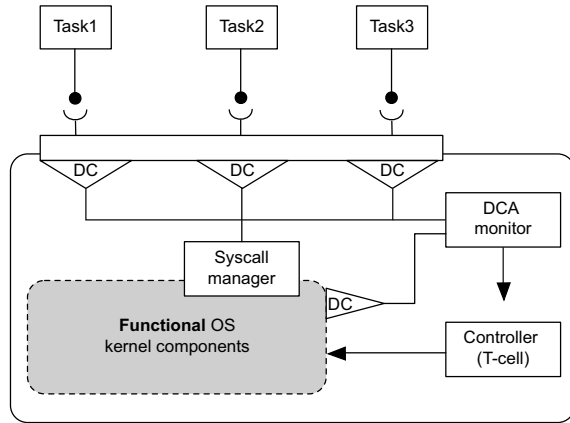 Task1
Task2
Task3
DC
DC
DC
DCA
monitor
Syscall
manager
DC
Functional OS
kernel components
Controller
(T-cell)